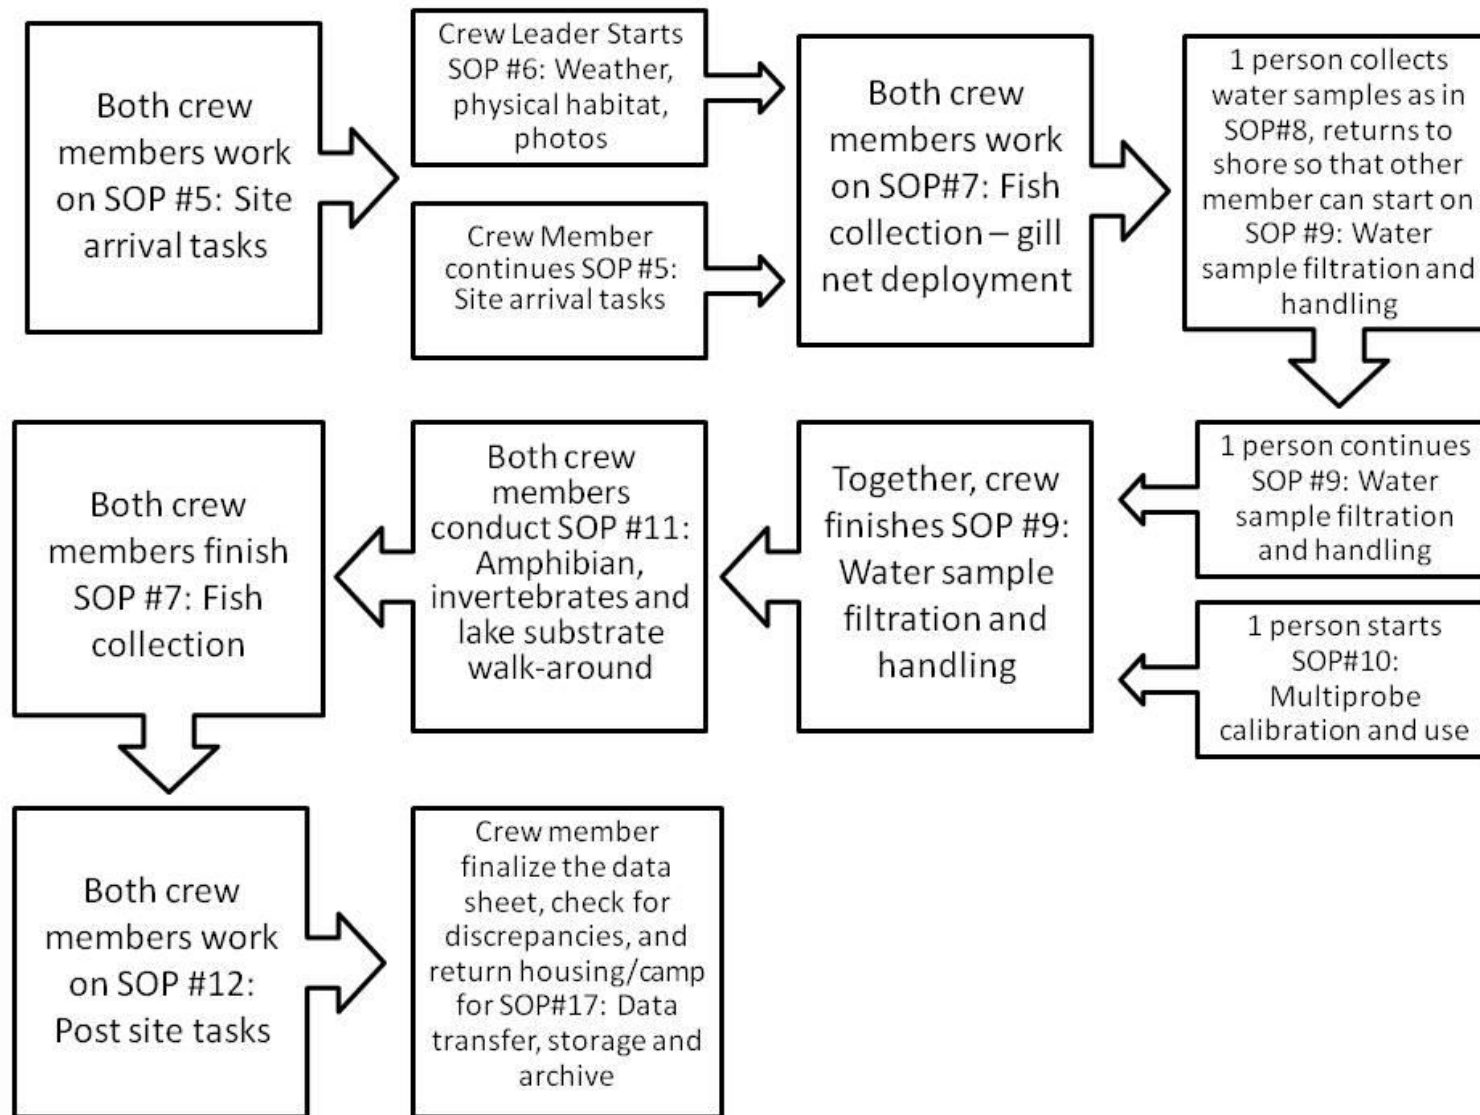 Both crew
members work
on SOP #5: Site
arrival tasks
Crew Leader Starts
SOP #6: Weather,
physical habitat,
photos
Crew Member
continues SOP #5:
Site arrival tasks
Both crew
members work
on SOP#7: Fish
collection – gill
net deployment
1 person collects
water samples as in
SOP#8, returns to
shore so that other
member can start on
SOP #9: Water
sample filtration and
handling
1 person continues
SOP #9: Water
sample filtration
and handling
1 person starts
SOP#10:
Multiprobe
calibration and use
Together, crew
finishes SOP #9:
Water sample
filtration and
handling
Both crew
members
conduct SOP #11:
Amphibian,
invertebrates and
lake substrate
walk-around
Both crew
members finish
SOP #7: Fish
collection
Both crew
members work
on SOP #12:
Post site tasks
Crew member
finalize the data
sheet, check for
discrepancies, and
return housing/camp
for SOP#17: Data
transfer, storage and
archive